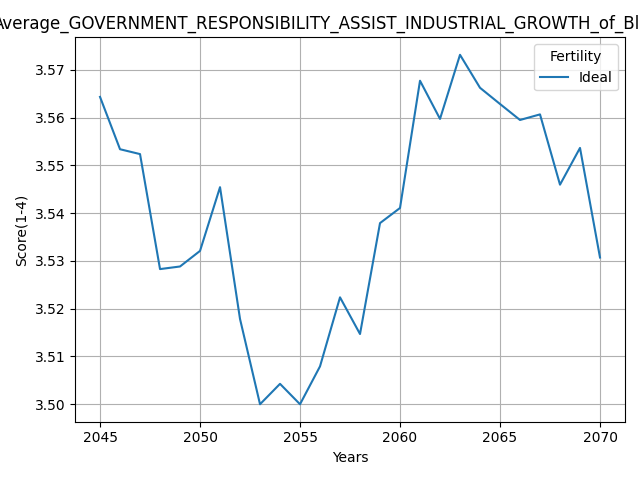 Average_GOVERNMENT_RESPONSIBILITY_ASSIST_INDUSTRIAL_GROWTH_of_Bl
Fertility
Ideal
Score(1-4)
3.57
3.56
3.55
3.54
3.53
3.52
3.51
3.50
2045 2050 2055 2060 2065 2070
Years